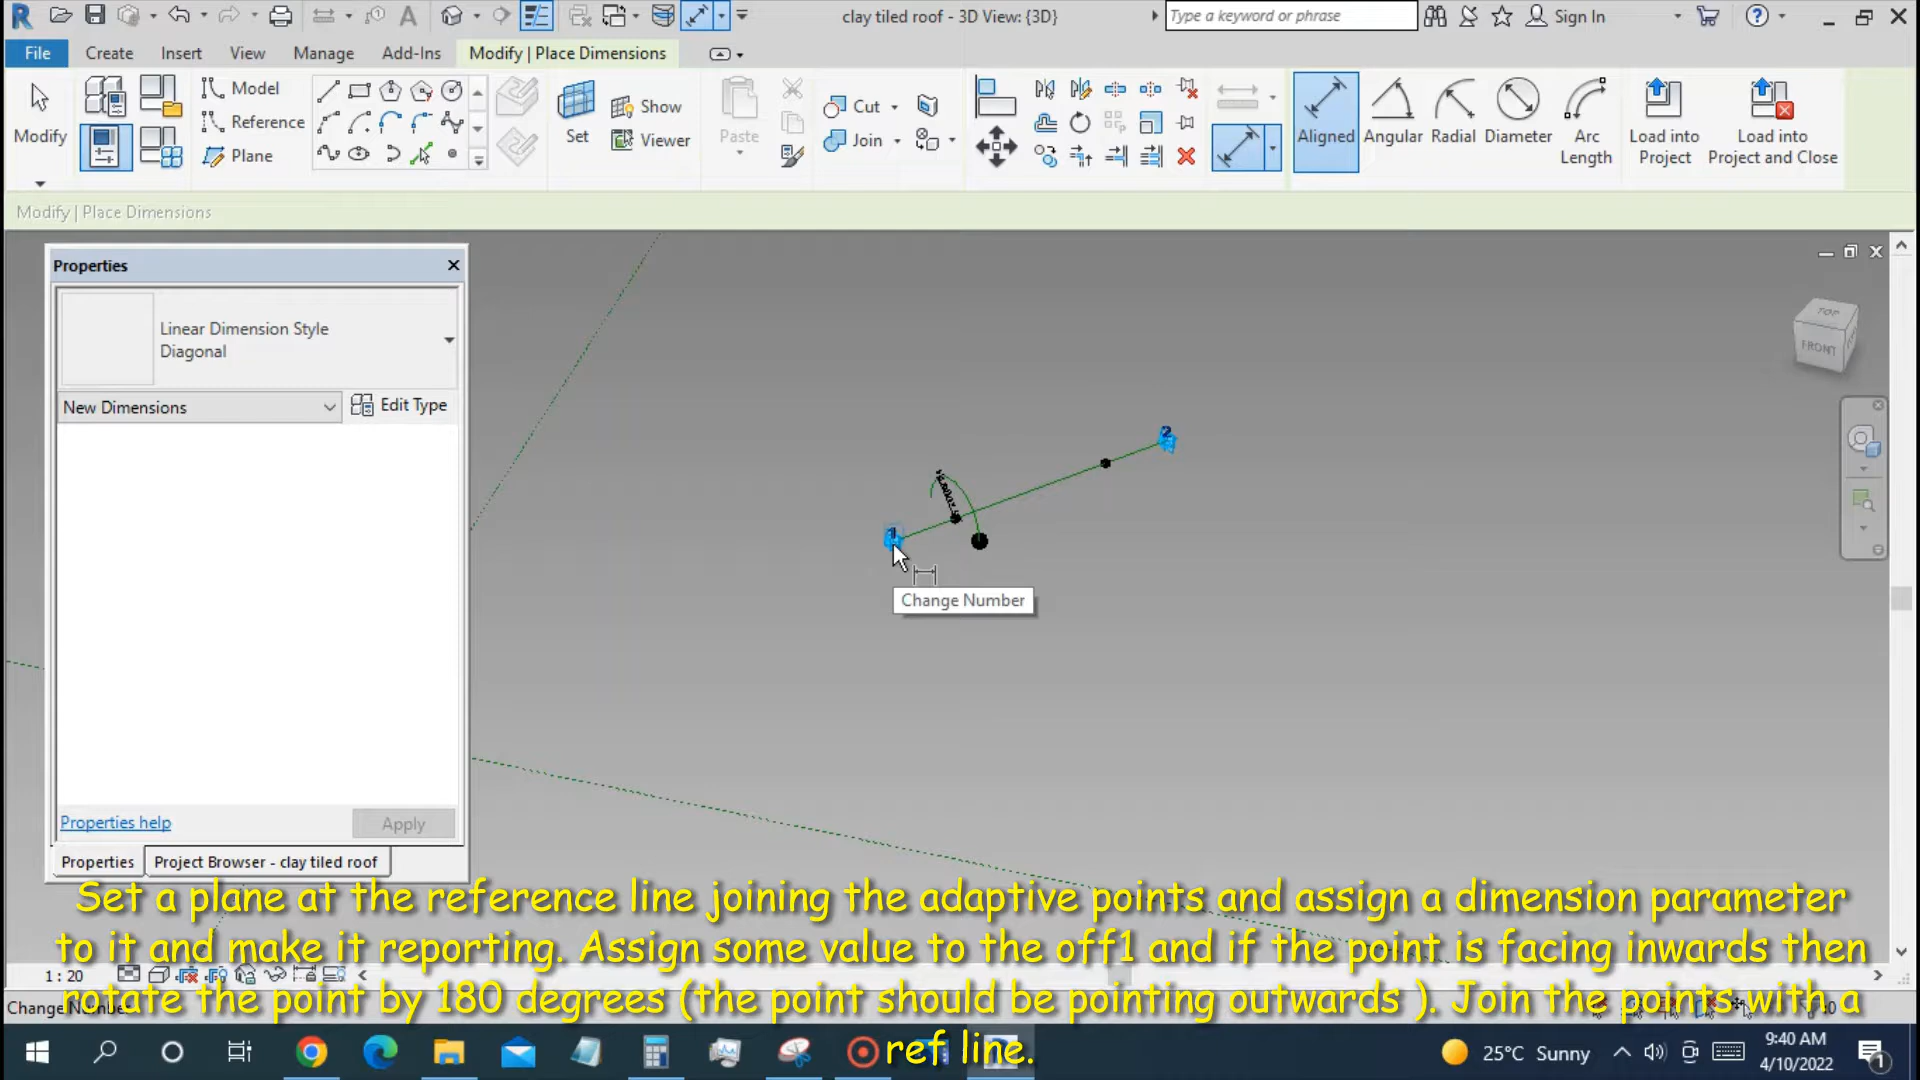 clay tiled roof - 3D View: {3D}
Type a keyword or phrase
Sign In
File Create Insert View Manage Add-Ins Modify | Place Dimensions
Modify
Model
Reference
Plane
Set
Show
Viewer
Paste
Cut
Join
Aligned Angular Radial Diameter Arc Length
Load into Project
Load into Project and Close
Modify | Place Dimensions
Properties
Linear Dimension Style
Diagonal
New Dimensions
Edit Type
Properties help
Apply
Properties
Project Browser - clay tiled roof
TOP
FRONT
2
1
Change Number
Set a plane at the reference line joining the adaptive points and assign a dimension parameter
to it and make it reporting. Assign some value to the off1 and if the point is facing inwards then
rotate the point by 180 degrees (the point should be pointing outwards ). Join the points with a
ref line.
1 : 20
25°C Sunny
9:40 AM
4/10/2022
1